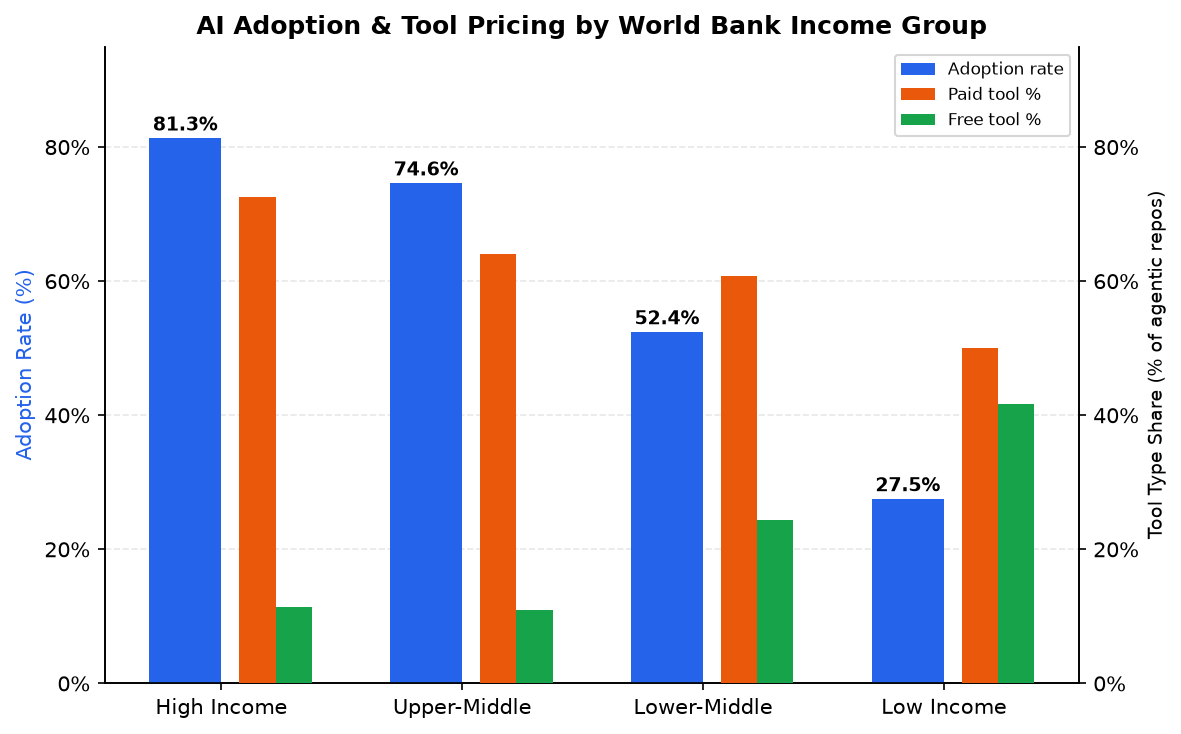 AI Adoption & Tool Pricing by World Bank Income Group
Adoption rate
Paid tool %
Free tool %
81.3%
74.6%
52.4%
27.5%
Adoption Rate (%)
80%
60%
40%
20%
0%
80%
60%
40%
20%
0%
Tool Type Share (% of agentic repos)
High Income
Upper-Middle
Lower-Middle
Low Income